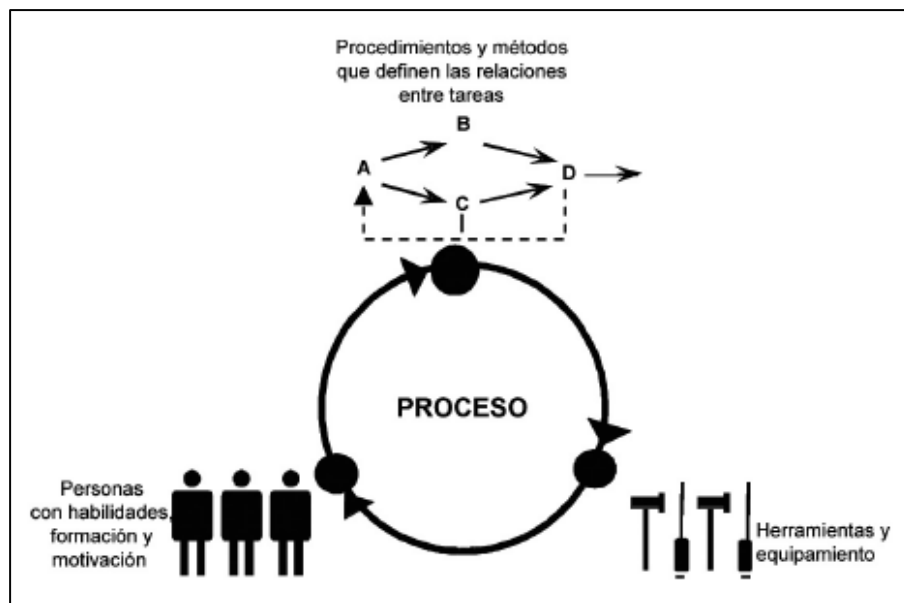 Procedimientos y métodos
que definen las relaciones
entre tareas
B
A
D
C
PROCESO
Personas
con habilidades,
formación y
motivación
Herramientas y
equipamiento